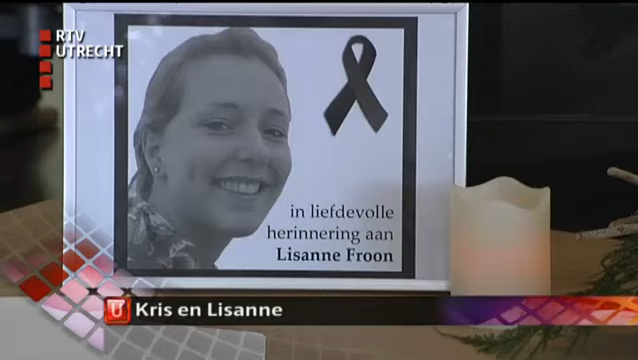 RTV
UTRECHT
in liefdevolle
herinnering aan
Lisanne Froon
Kris en Lisanne